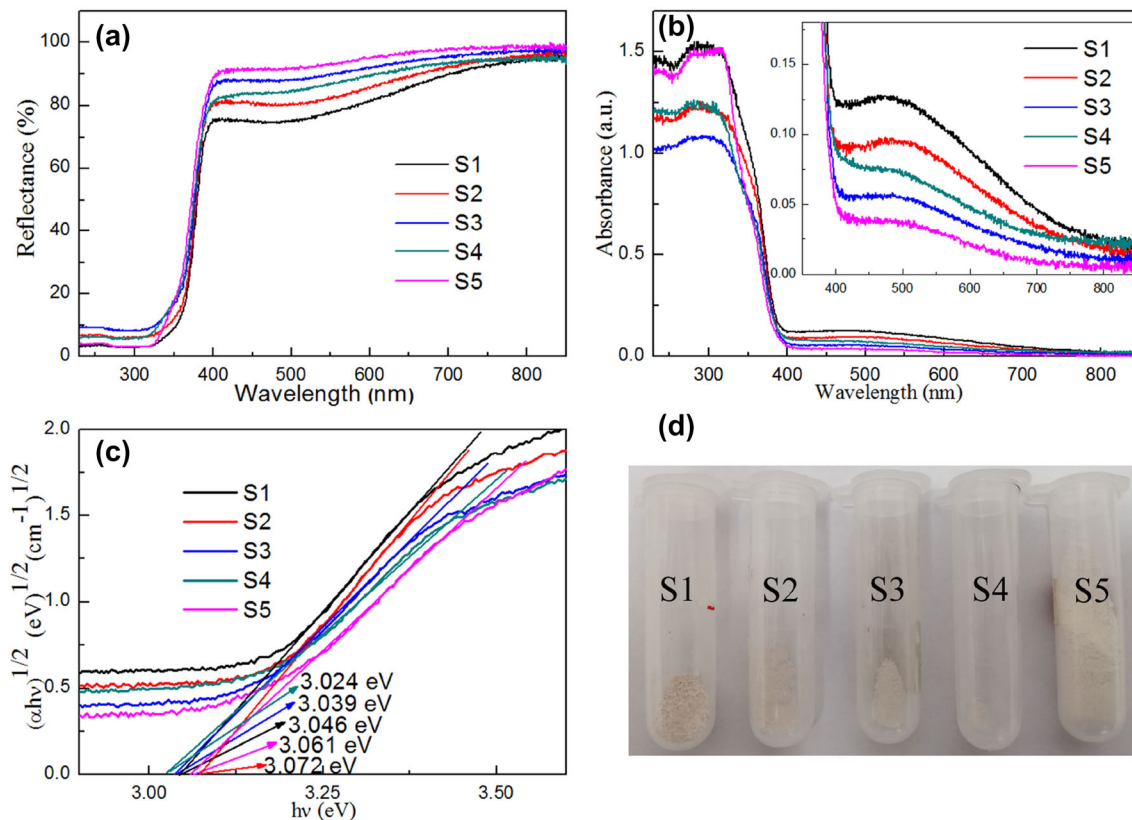 (a)
100
80
60
40
20
0
Reflectance (%)
300 400 500 600 700 800
Wavelength (nm)
S1
S2
S3
S4
S5
(b)
1.5
1.0
0.5
0.0
Absorbance (a.u.)
300 400 500 600 700 800
Wavelength (nm)
S1
S2
S3
S4
S5
0.15
0.10
0.05
0.00
400 500 600 700 800
(c)
2.0
1.5
1.0
0.5
0.0
(αhν)1/2 (eV)1/2(cm-1)1/2
3.00 3.25 3.50
hν (eV)
S1
S2
S3
S4
S5
3.024 eV
3.039 eV
3.046 eV
3.061 eV
3.072 eV
(d)
S1 S2 S3 S4 S5